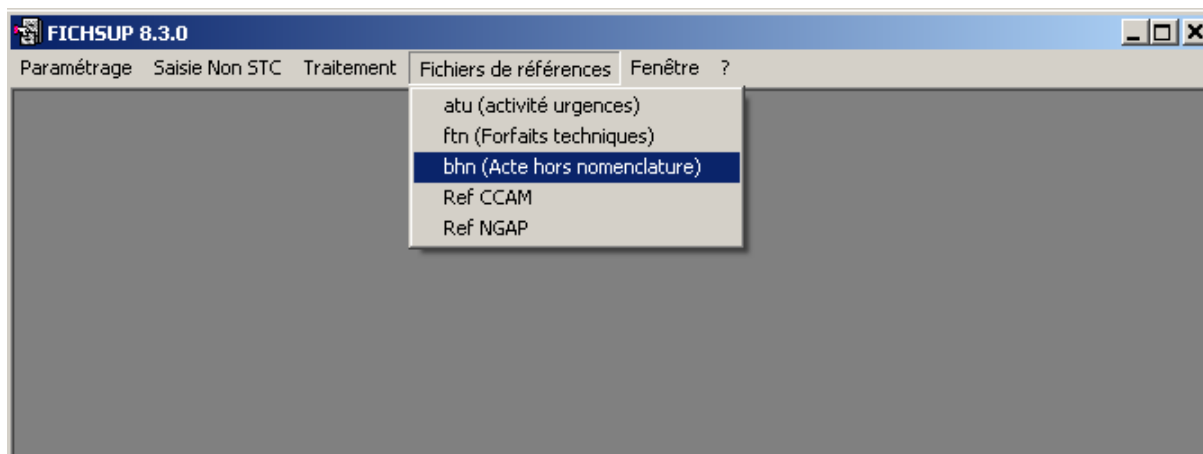 FICHSUP 8.3.0
Paramétrage Saisie Non STC Traitement Fichiers de références Fenêtre ?
atu (activité urgences)
ftn (Forfaits techniques)
bhn (Acte hors nomenclature)
Ref CCAM
Ref NGAP